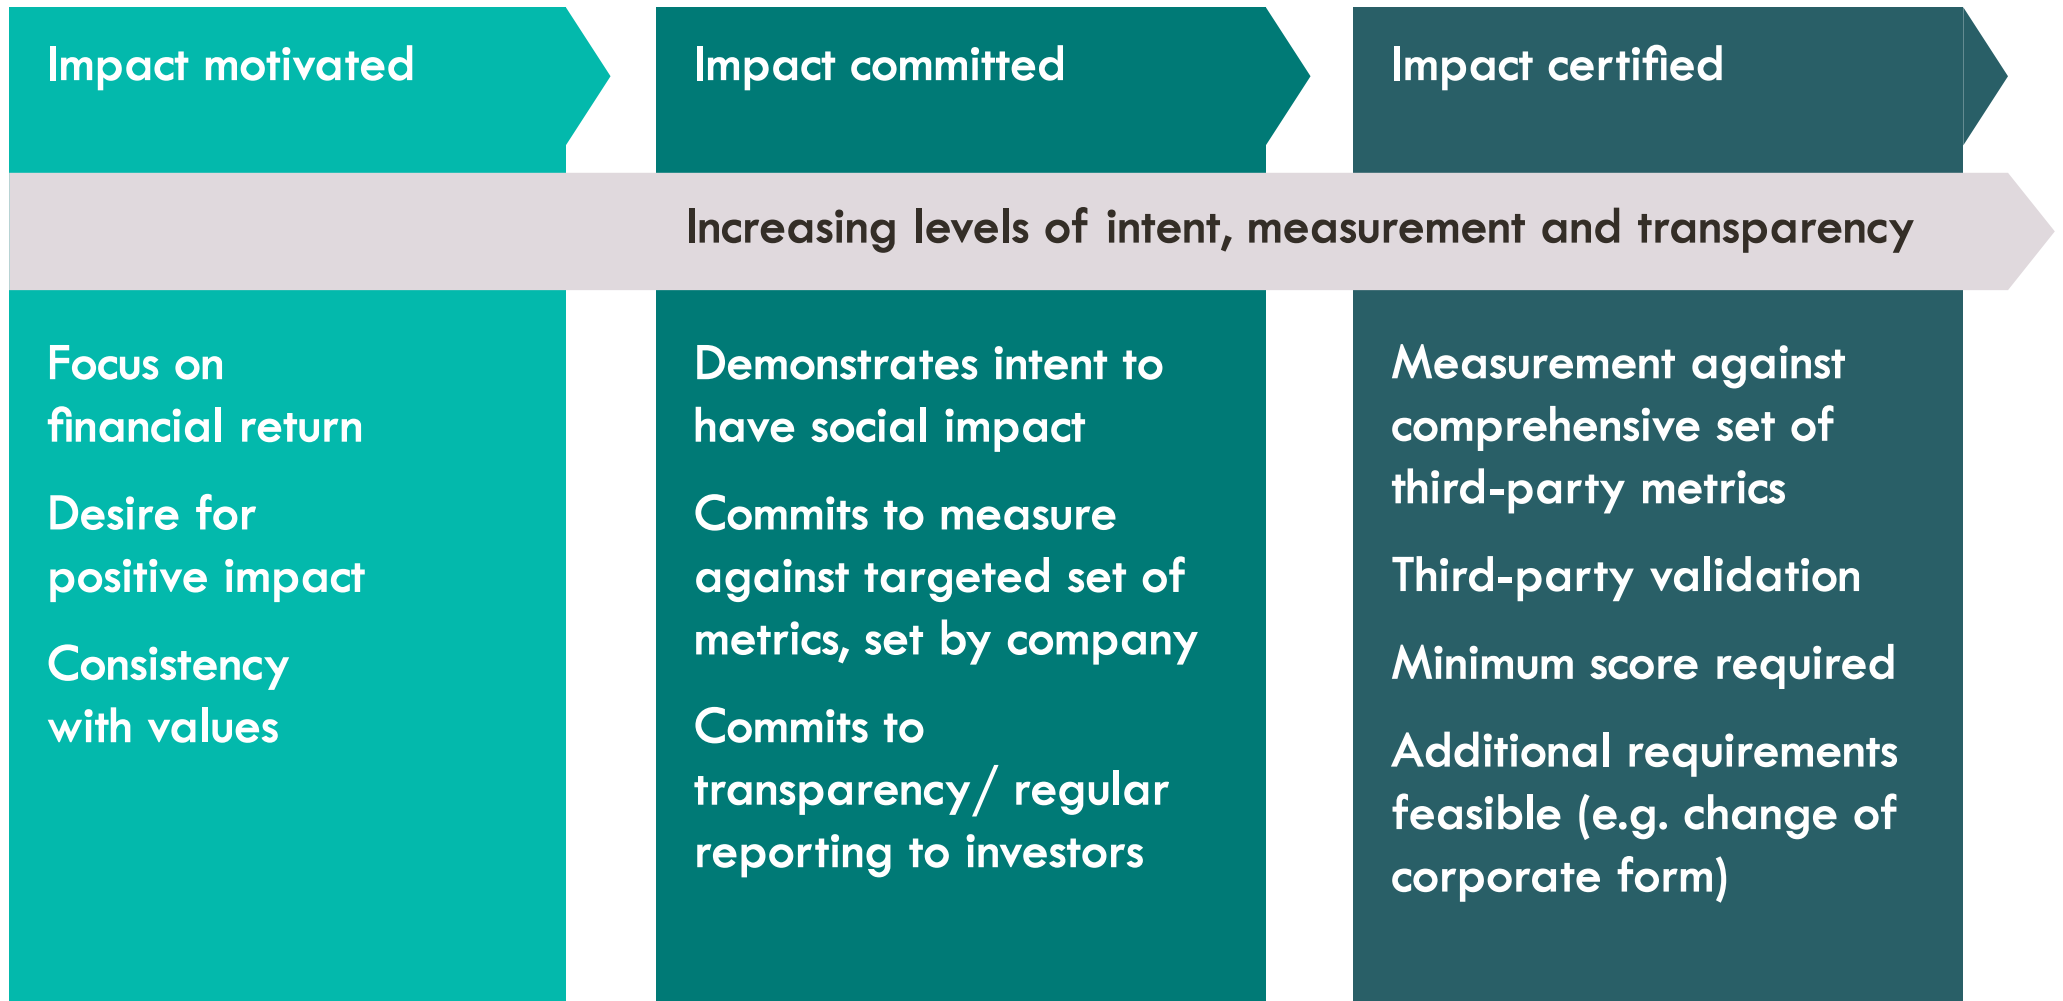 Impact motivated
Impact committed
Impact certified
Increasing levels of intent, measurement and transparency
Focus on
financial return
Desire for
positive impact
Consistency
with values
Demonstrates intent to
have social impact
Commits to measure
against targeted set of
metrics, set by company
Commits to
transparency/ regular
reporting to investors
Measurement against
comprehensive set of
third-party metrics
Third-party validation
Minimum score required
Additional requirements
feasible (e.g. change of
corporate form)